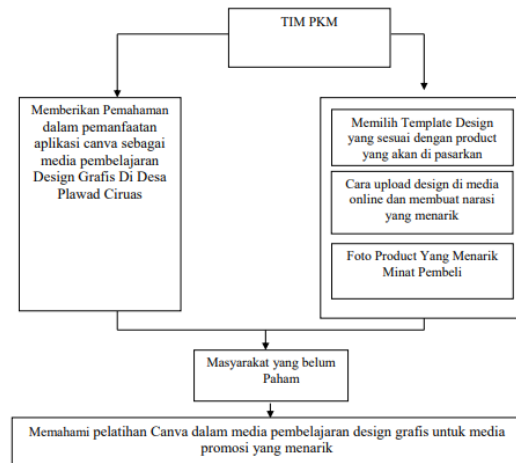 TIM PKM
Memberikan Pemahaman
dalam pemanfaatan
aplikasi canva sebagai
media pembelajaran
Design Grafis Di Desa
Plawad Ciruas
Memilih Template Design
yang sesuai dengan product
yang akan di pasarkan
Cara upload design di media
online dan membuat narasi
yang menarik
Foto Product Yang Menarik
Minat Pembeli
Masyarakat yang belum
Paham
Memahami pelatihan Canva dalam media pembelajaran design grafis untuk media
promosi yang menarik